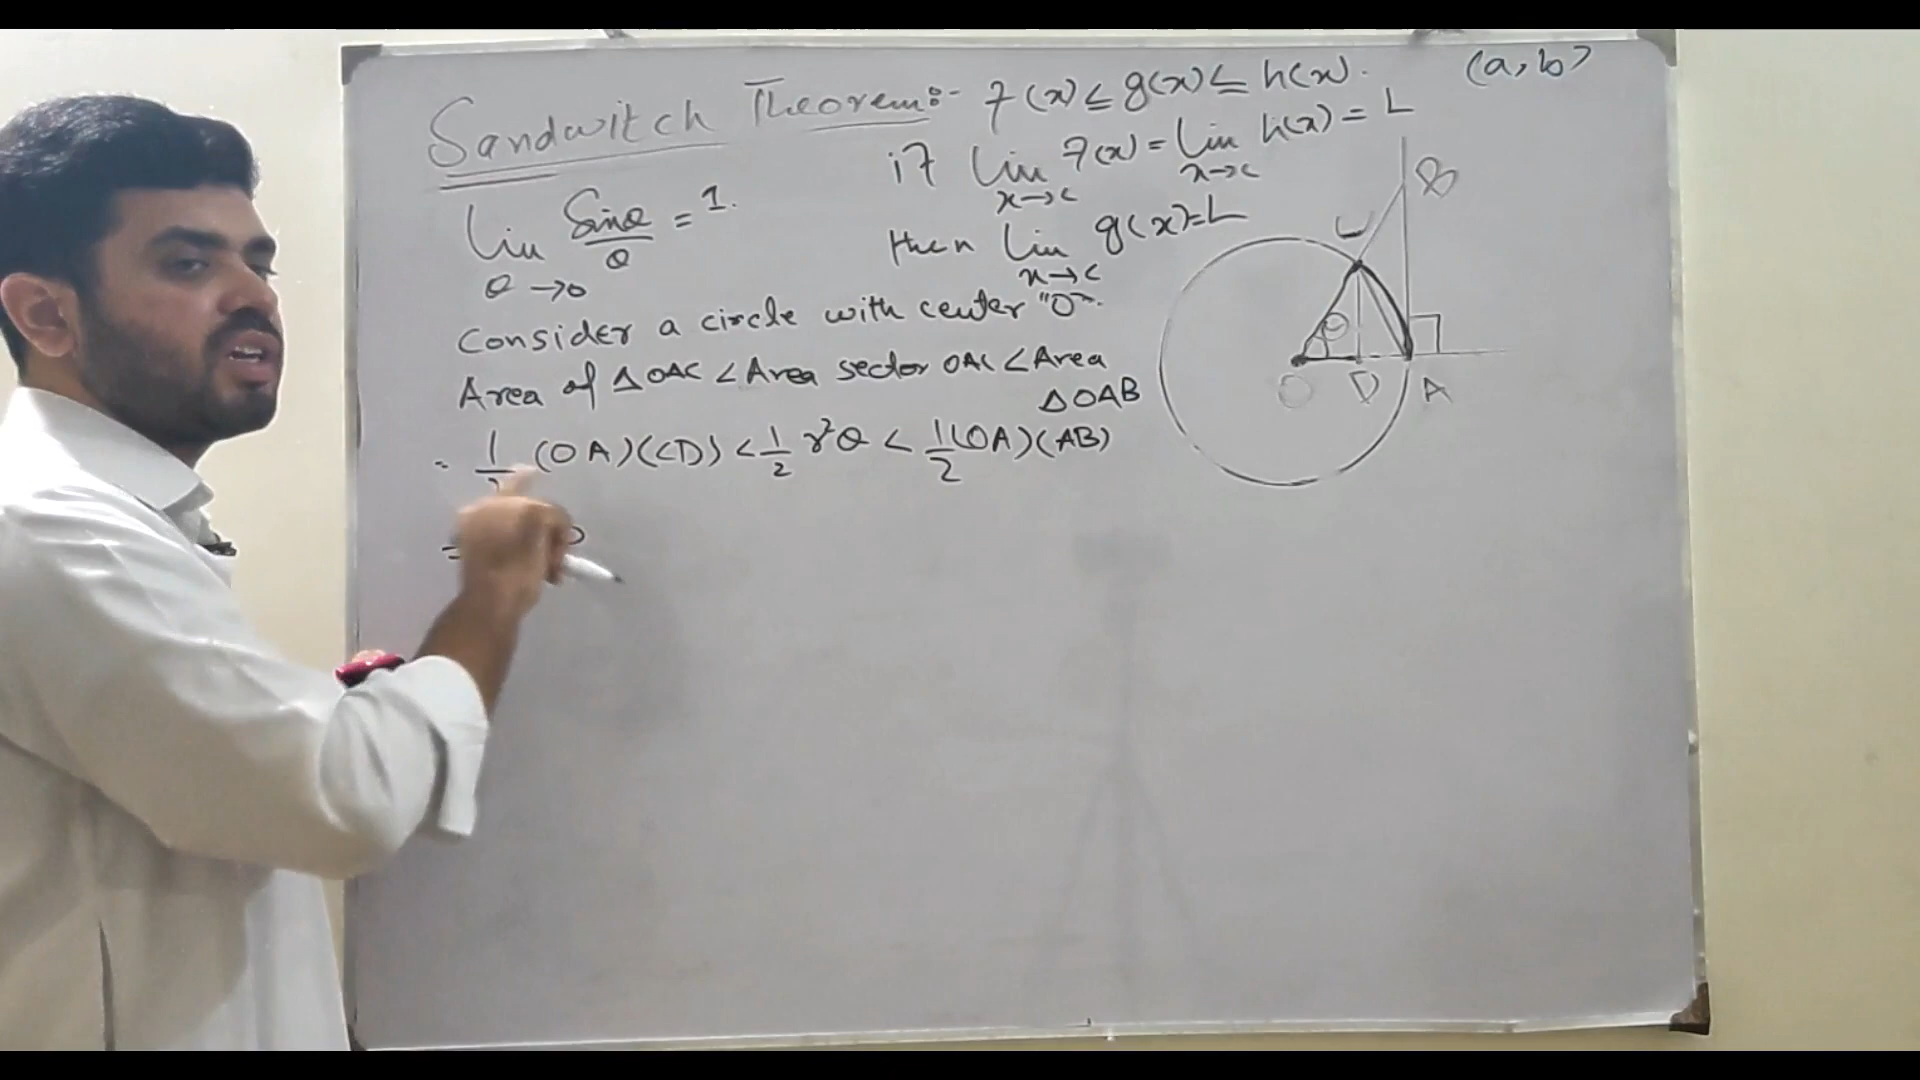 Sandwitch Theorem:- f(x) ≤ g(x) ≤ h(x).
(a, b)
if lim f(x) = lim h(x) = L
x→c x→c
then lim g(x) = L
x→c
Lim Sinθ/θ = 1.
θ→0
Consider a circle with center "O".
Area of △OAC < Area sector OAC < Area
△OAB
= 1/2 (OA)(CD) < 1/2 r²θ < 1/2 (OA)(AB)
=
B
C
θ
O D A